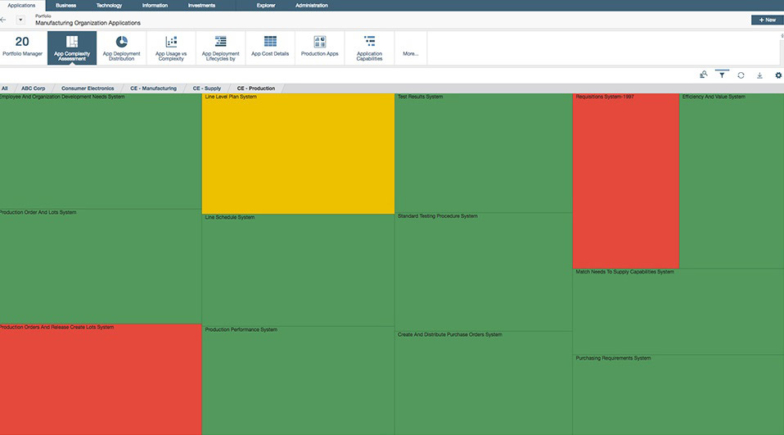 Applications Business Technology Information Investments Explorer Administration
Portfolio
Manufacturing Organization Applications
+ New
20
Portfolio Manager
App Complexity
Assessment
App Deployment
Distribution
App Usage vs
Complexity
App Deployment
Lifecycles by
App Cost Details
Production Apps
Application
Capabilities
More...
All ABC Corp Consumer Electronics CE - Manufacturing CE - Supply CE - Production
Employee And Organization Development Needs System
Line Level Plan System
Test Results System
Requisitions System-1997
Efficiency And Value System
Production Order And Lots System
Line Schedule System
Standard Testing Procedure System
Match Needs To Supply Capabilities System
Production Orders And Release Create Lots System
Production Performance System
Create And Distribute Purchase Orders System
Purchasing Requirements System